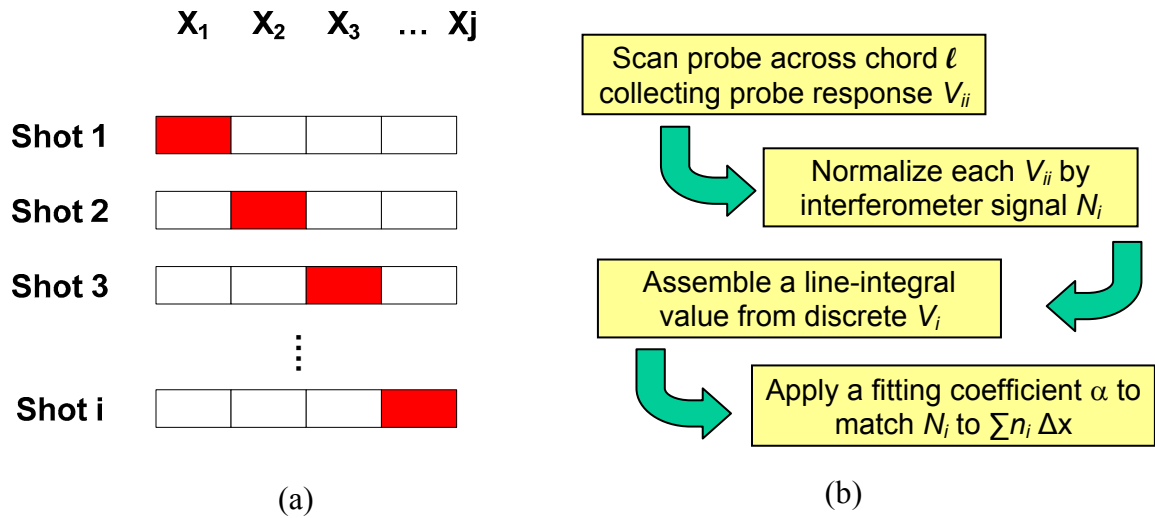 X₁ X₂ X₃ ... Xj
Shot 1
Shot 2
Shot 3
⋮
Shot i
(a)
Scan probe across chord ℓ
collecting probe response Vᵢᵢ
Normalize each Vᵢᵢ by
interferometer signal Nᵢ
Assemble a line-integral
value from discrete Vᵢ
Apply a fitting coefficient α to
match Nᵢ to ∑nᵢ Δx
(b)